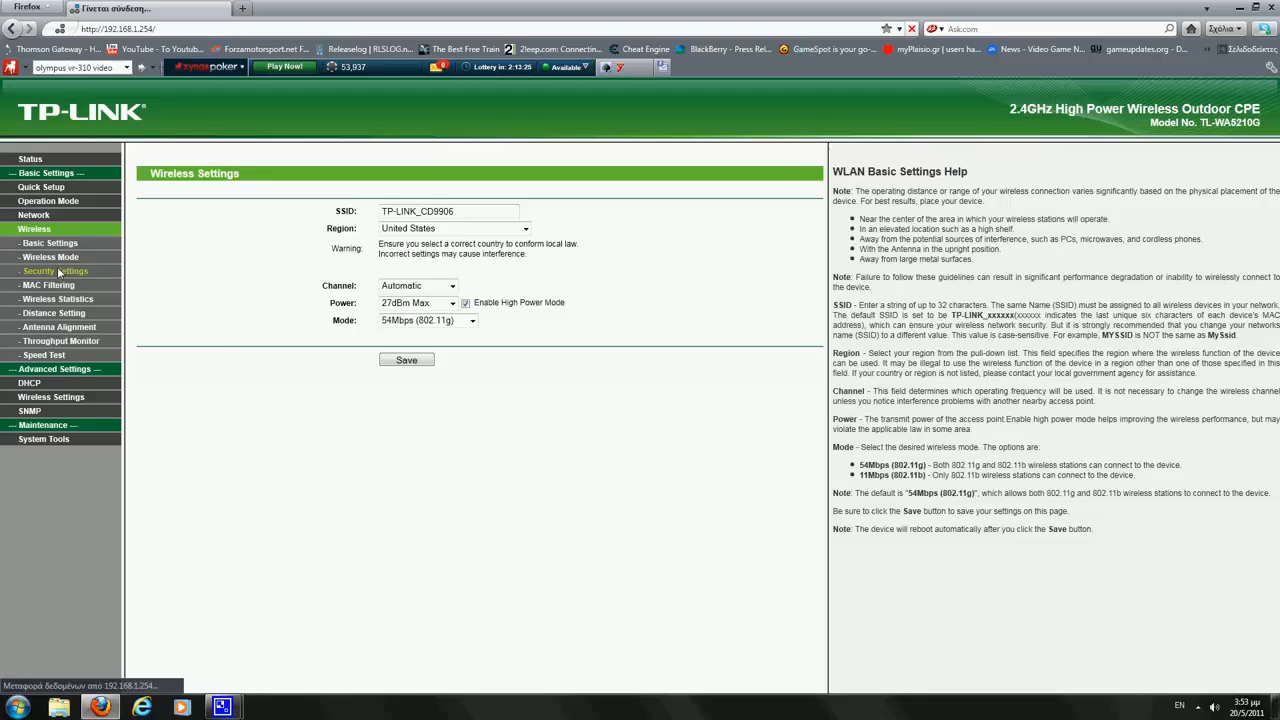 Firefox
Γίνεται σύνδεση...
http://192.168.1.254/
Ask.com
Σχόλια
Thomson Gateway - H...
YouTube - To Youtub...
Forzamotorsport.net F...
Releaselog | RLSLOG.n...
The Best Free Train ...
2leep.com: Connectin...
Cheat Engine
BlackBerry - Press Rel...
GameSpot is your go-...
myPlaisio.gr | users ha...
News - Video Game N...
gameupdates.org - D...
Σελιδοδείκτες
olympus vr-310 video
zynga poker
Play Now!
53,937
Lottery in: 2:13:25
Available
TP-LINK
2.4GHz High Power Wireless Outdoor CPE
Model No. TL-WA5210G
Status
--- Basic Settings ---
Quick Setup
Operation Mode
Network
Wireless
- Basic Settings
- Wireless Mode
- Security Settings
- MAC Filtering
- Wireless Statistics
- Distance Setting
- Antenna Alignment
- Throughput Monitor
- Speed Test
--- Advanced Settings ---
DHCP
Wireless Settings
SNMP
--- Maintenance ---
System Tools
Wireless Settings
SSID: TP-LINK_CD9906
Region: United States
Warning: Ensure you select a correct country to conform local law.
Incorrect settings may cause interference.
Channel: Automatic
Power: 27dBm Max Enable High Power Mode
Mode: 54Mbps (802.11g)
Save
WLAN Basic Settings Help
Note: The operating distance or range of your wireless connection varies significantly based on the physical placement of the
device. For best results, place your device.
Near the center of the area in which your wireless stations will operate.
In an elevated location such as a high shelf.
Away from the potential sources of interference, such as PCs, microwaves, and cordless phones.
With the Antenna in the upright position.
Away from large metal surfaces.
Note: Failure to follow these guidelines can result in significant performance degradation or inability to wirelessly connect to
the device.
SSID - Enter a string of up to 32 characters. The same Name (SSID) must be assigned to all wireless devices in your network.
The default SSID is set to be TP-LINK_xxxxxx(xxxxxx indicates the last unique six characters of each device's MAC
address), which can ensure your wireless network security. But it is strongly recommended that you change your networks
name (SSID) to a different value. This value is case-sensitive. For example, MYSSID is NOT the same as MySsid.
Region - Select your region from the pull-down list. This field specifies the region where the wireless function of the device
can be used. It may be illegal to use the wireless function of the device in a region other than one of those specified in this
field. If your country or region is not listed, please contact your local government agency for assistance.
Channel - This field determines which operating frequency will be used. It is not necessary to change the wireless channel
unless you notice interference problems with another nearby access point.
Power - The transmit power of the access point.Enable high power mode helps improving the wireless performance, but may
violate the applicable law in some area.
Mode - Select the desired wireless mode. The options are:
54Mbps (802.11g) - Both 802.11g and 802.11b wireless stations can connect to the device.
11Mbps (802.11b) - Only 802.11b wireless stations can connect to the device.
Note: The default is "54Mbps (802.11g)", which allows both 802.11g and 802.11b wireless stations to connect to the device.
Be sure to click the Save button to save your settings on this page.
Note: The device will reboot automatically after you click the Save button.
Μεταφορά δεδομένων από 192.168.1.254...
EN
3:53 μμ
20/5/2011